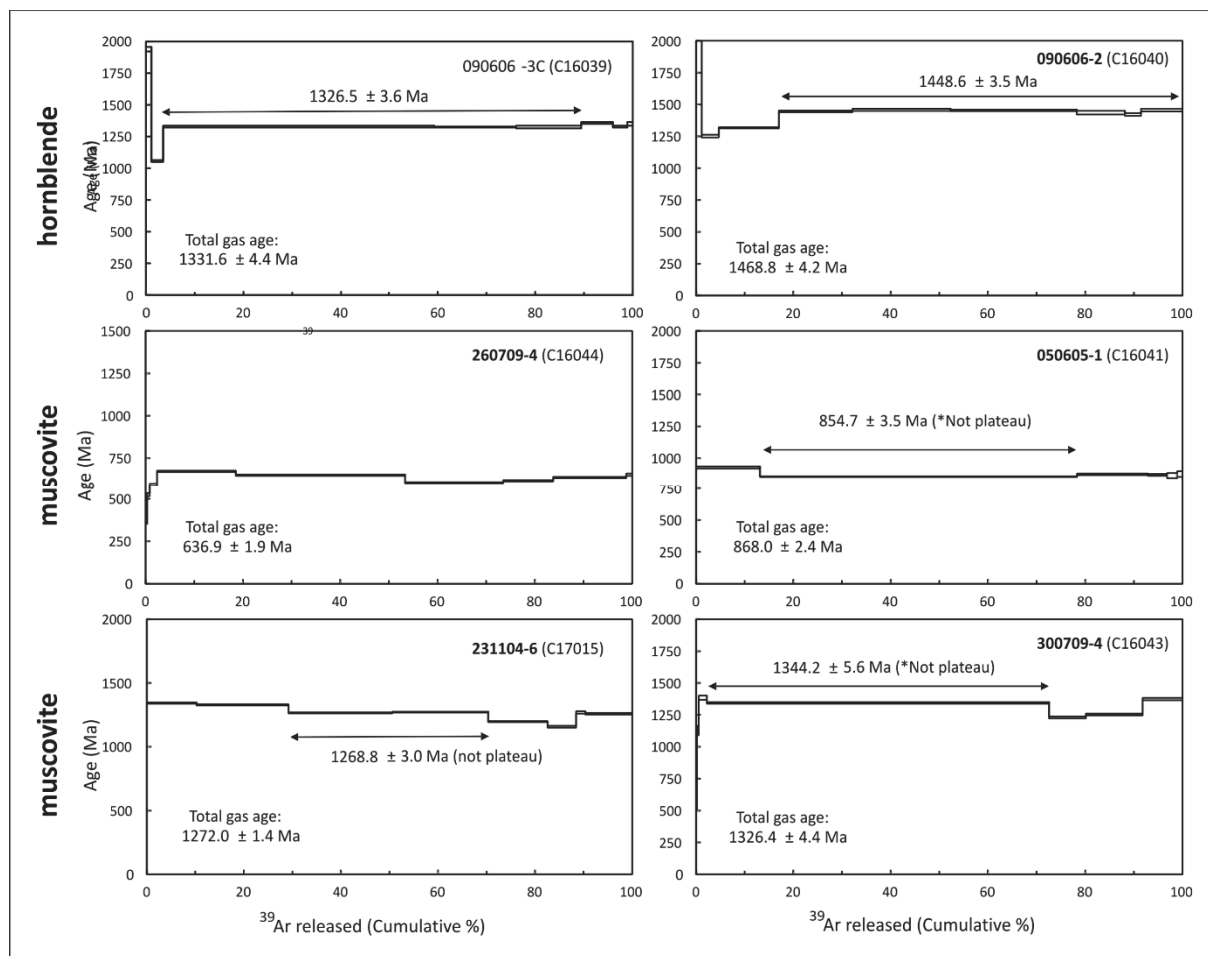 hornblende
Age (Ma)
Age (Ma)
2000
1750
1500
1250
1000
750
500
250
0
090606 -3C (C16039)
1326.5 ± 3.6 Ma
Total gas age:
1331.6 ± 4.4 Ma
0 20 40 60 80 100
39
2000
1750
1500
1250
1000
750
500
250
0
090606-2 (C16040)
1448.6 ± 3.5 Ma
Total gas age:
1468.8 ± 4.2 Ma
0 20 40 60 80 100
muscovite
Age (Ma)
1500
1250
1000
750
500
250
0
260709-4 (C16044)
Total gas age:
636.9 ± 1.9 Ma
0 20 40 60 80 100
2000
1750
1500
1250
1000
750
500
250
0
050605-1 (C16041)
854.7 ± 3.5 Ma (*Not plateau)
Total gas age:
868.0 ± 2.4 Ma
0 20 40 60 80 100
muscovite
Age (Ma)
2000
1500
1000
500
0
231104-6 (C17015)
1268.8 ± 3.0 Ma (not plateau)
Total gas age:
1272.0 ± 1.4 Ma
0 20 40 60 80 100
39Ar released (Cumulative %)
2000
1750
1500
1250
1000
750
500
250
0
300709-4 (C16043)
1344.2 ± 5.6 Ma (*Not plateau)
Total gas age:
1326.4 ± 4.4 Ma
0 20 40 60 80 100
39Ar released (Cumulative %)